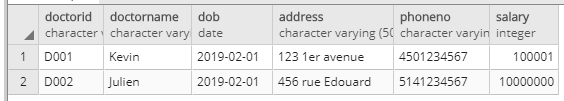 doctorid doctorname dob address phoneno salary
character v character varyi date character varying (50 character varyin integer
1 D001 Kevin 2019-02-01 123 1er avenue 4501234567 100001
2 D002 Julien 2019-02-01 456 rue Edouard 5141234567 10000000